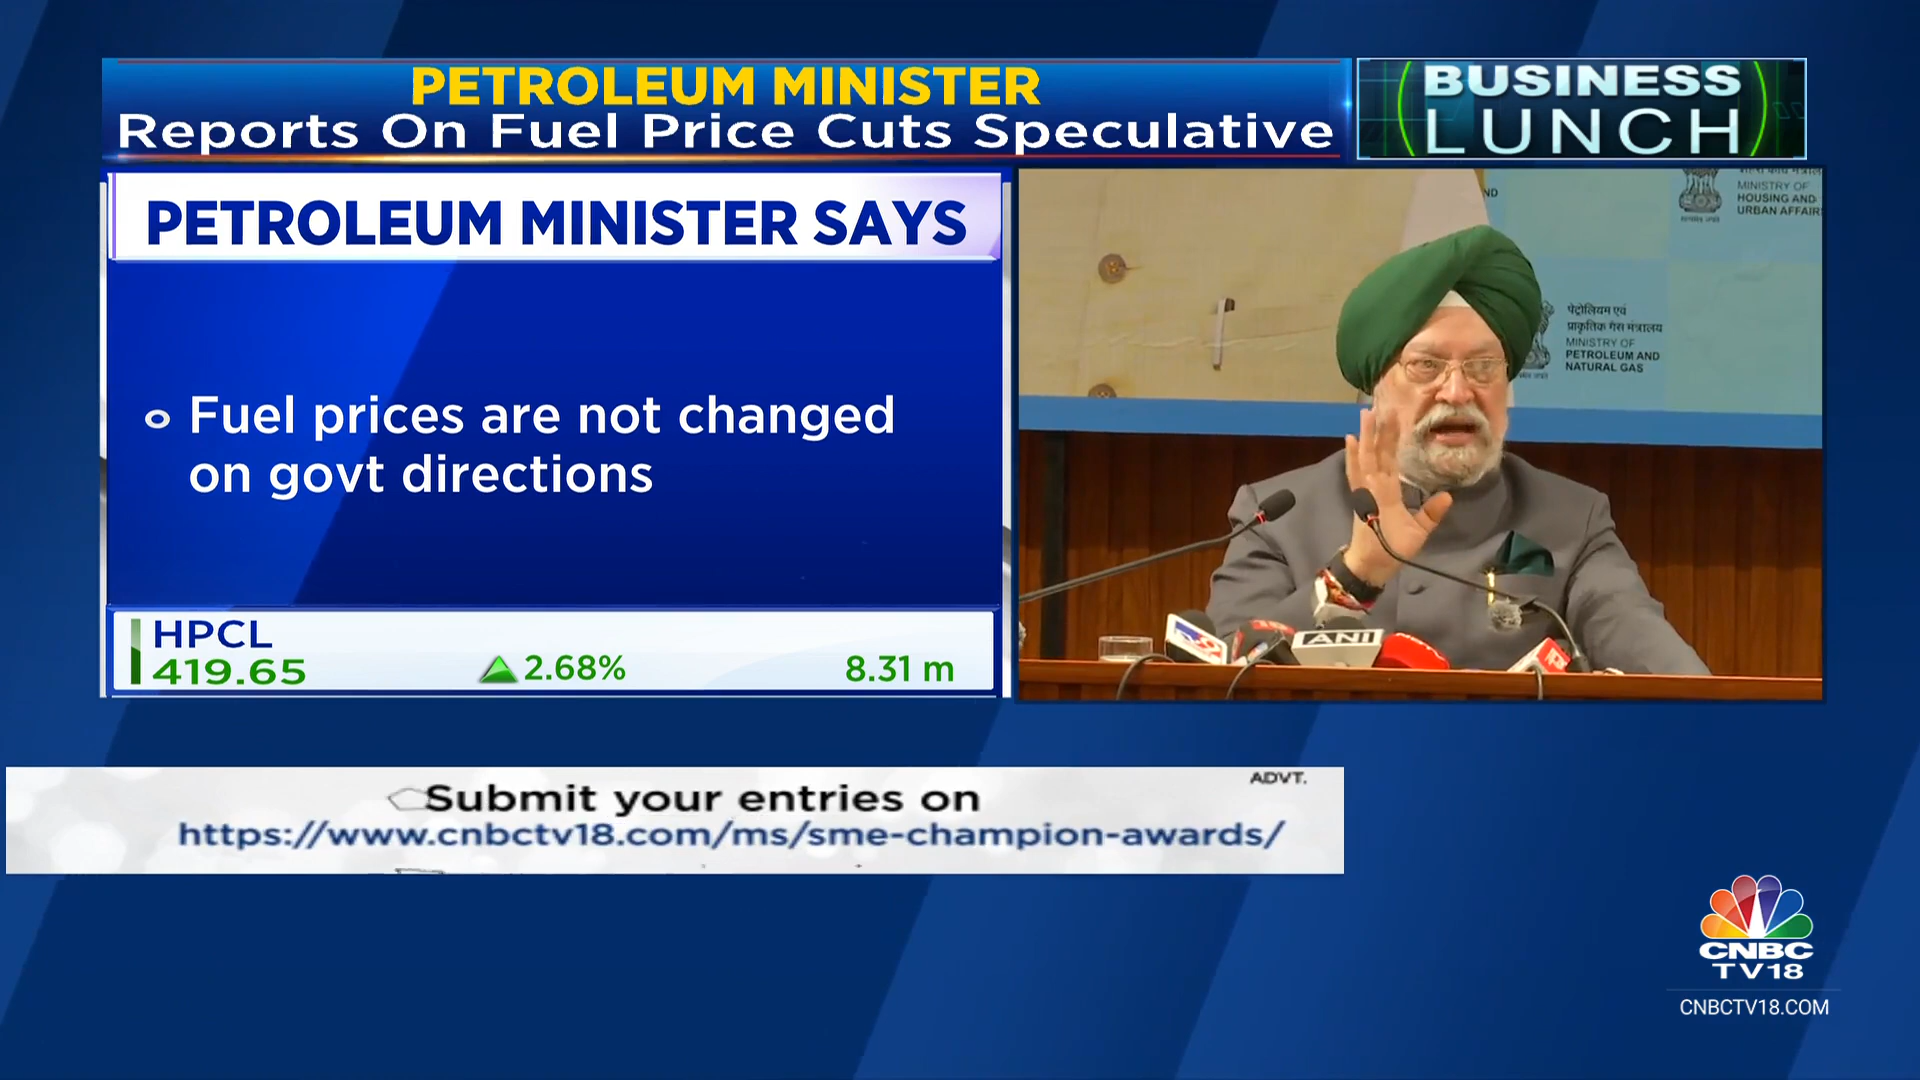 PETROLEUM MINISTER
Reports On Fuel Price Cuts Speculative
BUSINESS
LUNCH
PETROLEUM MINISTER SAYS
Fuel prices are not changed
on govt directions
HPCL
419.65
2.68%
8.31 m
MINISTRY OF
HOUSING AND
URBAN AFFAIR
ND
पेट्रोलियम एवं
प्राकृतिक गैस मंत्रालय
MINISTRY OF
PETROLEUM AND
NATURAL GAS
ANI
ADVT.
Submit your entries on
https://www.cnbctv18.com/ms/sme-champion-awards/
CNBC
TV18
CNBCTV18.COM